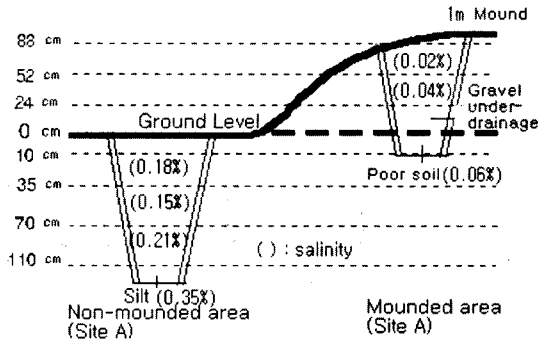 1m Mound
88 cm
52 cm
24 cm
0 cm
10 cm
35 cm
70 cm
110 cm
Ground Level
(0.02%)
(0.04%)
Gravel
under-
drainage
Poor soil (0.06%)
(0.18%)
(0.15%)
(0.21%)
( ) : salinity
Silt (0.35%)
Non-mounded area
(Site A)
Mounded area
(Site A)